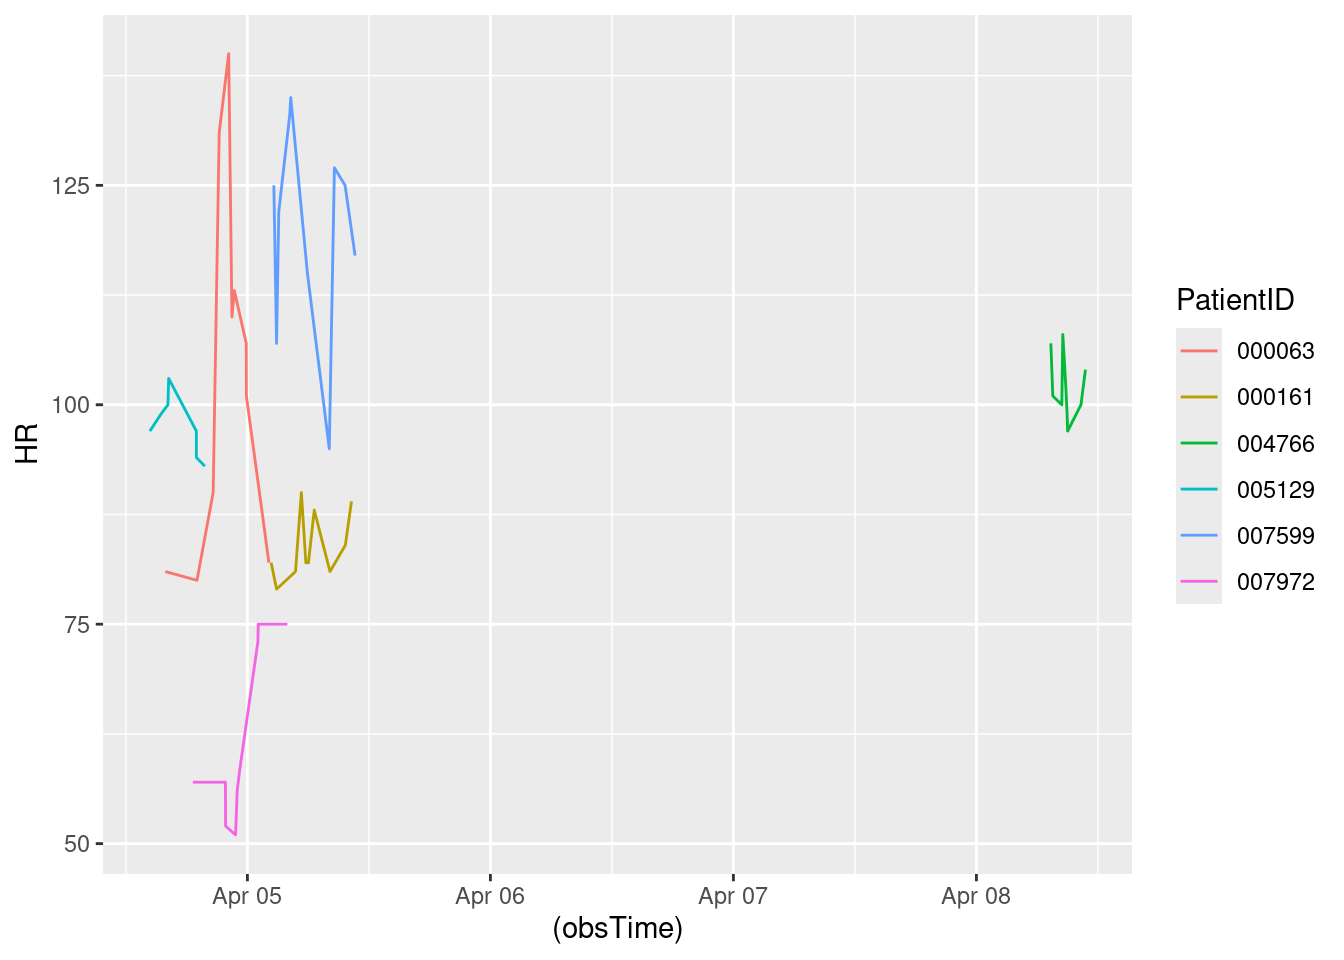 125
100
75
50
HR
Apr 05
Apr 06
Apr 07
Apr 08
(obsTime)
PatientID
000063
000161
004766
005129
007599
007972